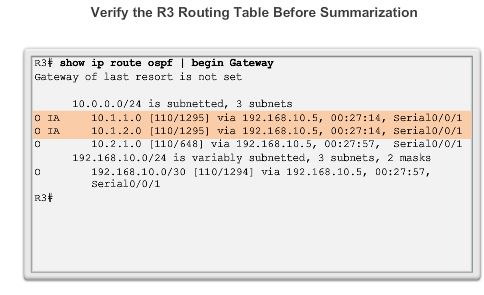 Verify the R3 Routing Table Before Summarization
R3# show ip route ospf | begin Gateway
Gateway of last resort is not set
10.0.0.0/24 is subnetted, 3 subnets
O IA 10.1.1.0 [110/1295] via 192.168.10.5, 00:27:14, Serial0/0/1
O IA 10.1.2.0 [110/1295] via 192.168.10.5, 00:27:14, Serial0/0/1
O 10.2.1.0 [110/648] via 192.168.10.5, 00:27:57, Serial0/0/1
192.168.10.0/24 is variably subnetted, 3 subnets, 2 masks
O 192.168.10.0/30 [110/1294] via 192.168.10.5, 00:27:57,
Serial0/0/1
R3#